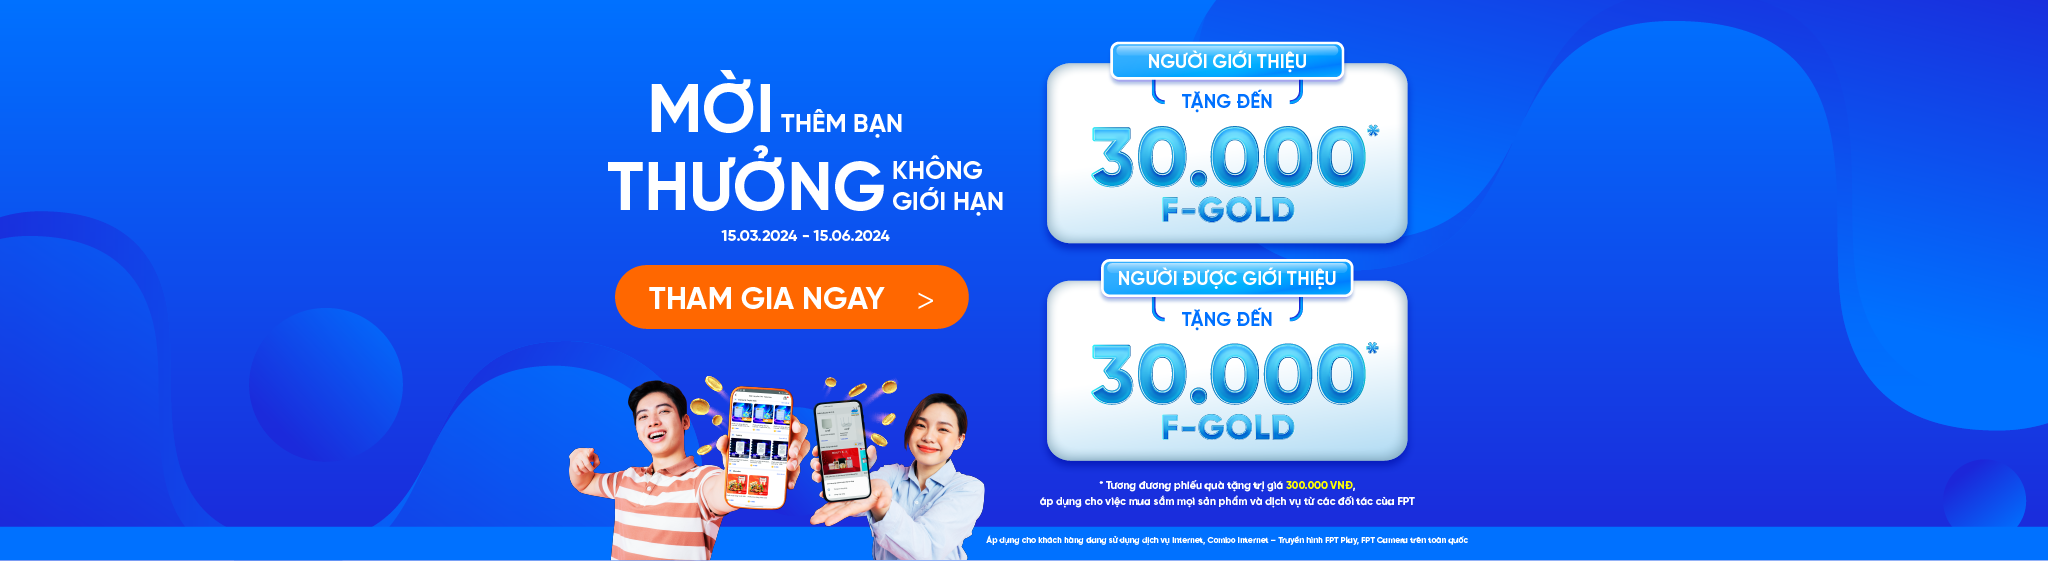 MỜI THÊM BẠN
THƯỞNG KHÔNG
GIỚI HẠN
15.03.2024 - 15.06.2024
THAM GIA NGAY >
NGƯỜI GIỚI THIỆU
TẶNG ĐẾN
30.000*
F-GOLD
NGƯỜI ĐƯỢC GIỚI THIỆU
TẶNG ĐẾN
30.000*
F-GOLD
* Tương đương phiếu quà tặng trị giá 300.000 VNĐ,
áp dụng cho việc mua sắm mọi sản phẩm và dịch vụ từ các đối tác của FPT
Áp dụng cho khách hàng đang sử dụng dịch vụ Internet, Combo Internet – Truyền hình FPT Play, FPT Camera trên toàn quốc